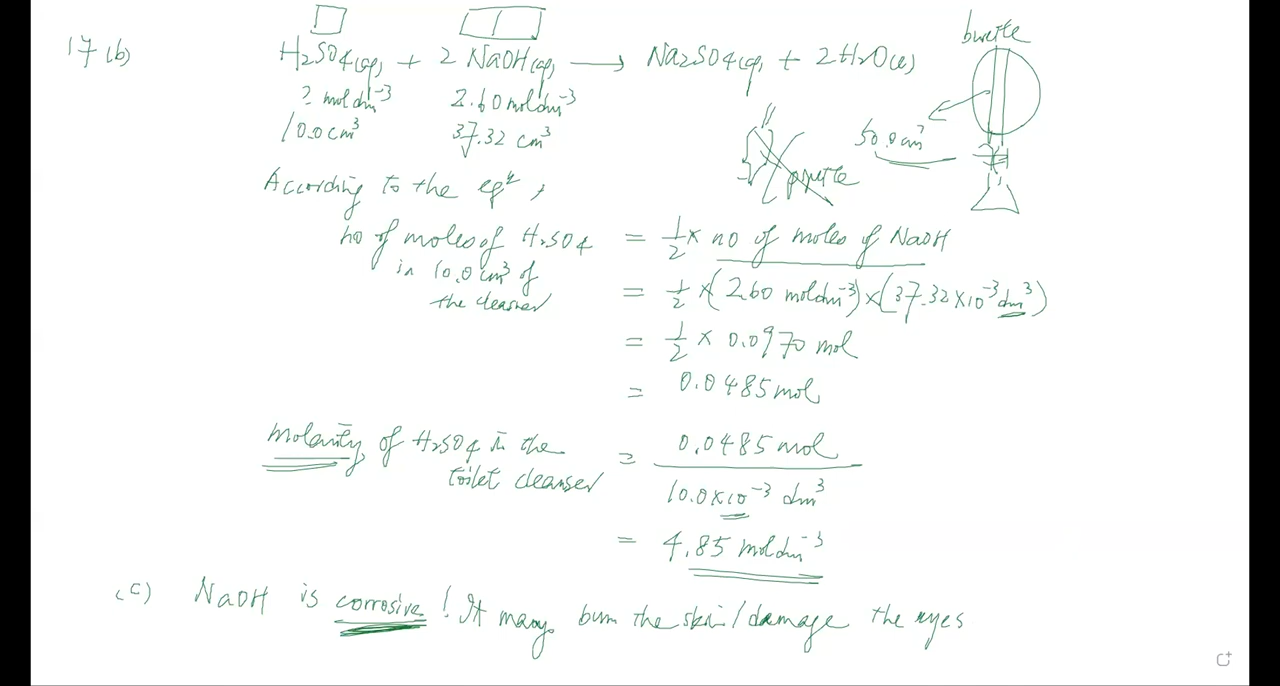 17 (b)
H2SO4(aq) + 2 NaOH(aq) ⟶ Na2SO4(aq) + 2H2O(l)
? mol dm⁻³ 2.60 mol dm⁻³
10.0 cm³ 37.32 cm³
burette
50.0 cm³
pipette
According to the eqⁿ,
no of moles of H2SO4 = 1/2 × no of moles of NaOH
in 10.0 cm³ of
the cleanser
= 1/2 × (2.60 mol dm⁻³) × (37.32 × 10⁻³ dm³)
= 1/2 × 0.0970 mol
= 0.0485 mol
Molarity of H2SO4 in the
toilet cleanser
= 0.0485 mol / 10.0 × 10⁻³ dm³
= 4.85 mol dm⁻³
(c) NaOH is corrosive! It many burn the skin/damage the eyes